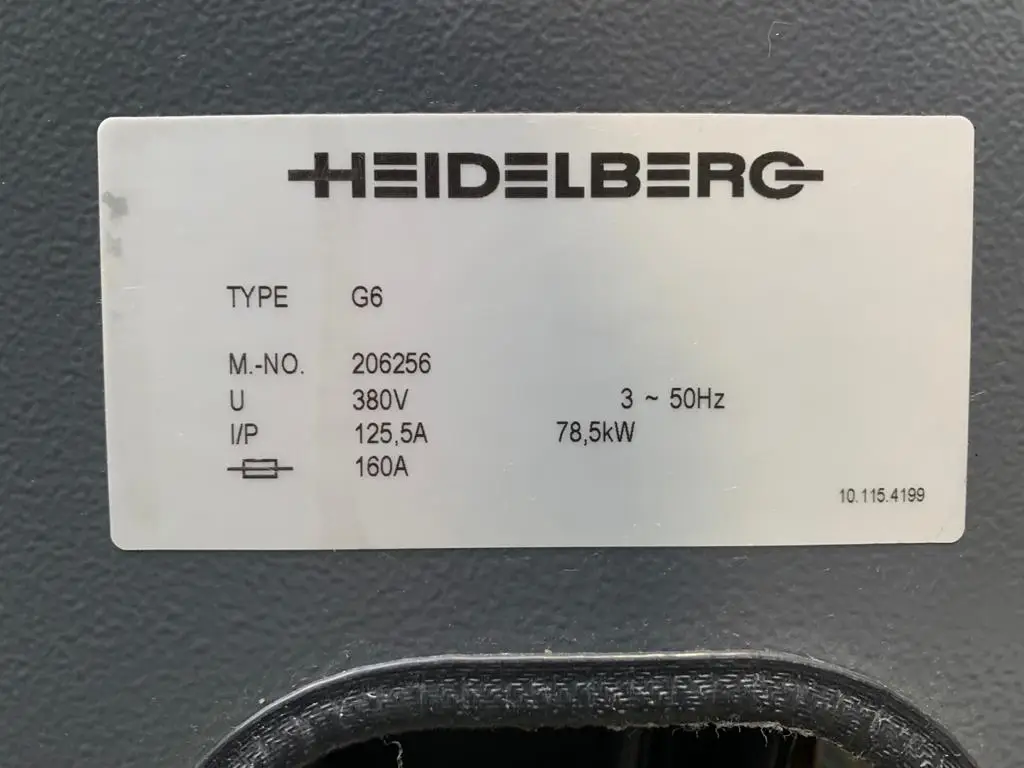 HEIDELBERG
TYPE G6
M.-NO. 206256
U 380V 3 ~ 50Hz
I/P 125,5A 78,5kW
160A
10.115.4199